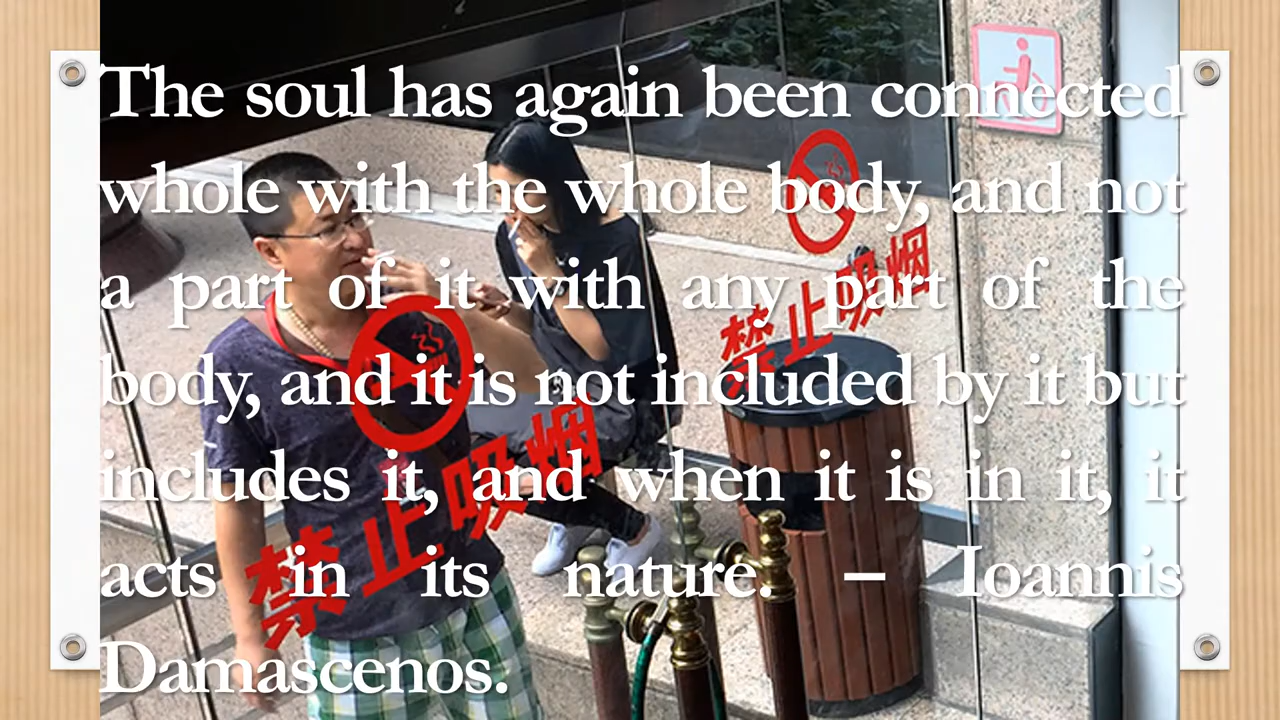 The soul has again been connected
whole with the whole body, and not
a part of it with any part of the
body, and it is not included by it but
includes it, and when it is in it, it
acts in its nature. – Ioannis
Damascenos.
禁止吸烟
禁止吸烟